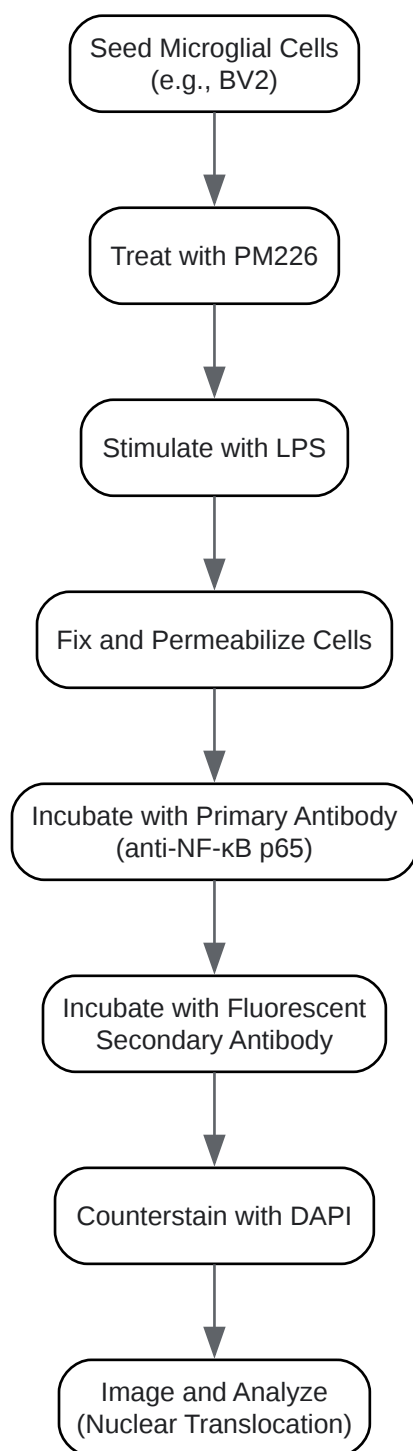 Seed Microglial Cells
(e.g., BV2)
Treat with PM226
Stimulate with LPS
Fix and Permeabilize Cells
Incubate with Primary Antibody
(anti-NF-κB p65)
Incubate with Fluorescent
Secondary Antibody
Counterstain with DAPI
Image and Analyze
(Nuclear Translocation)